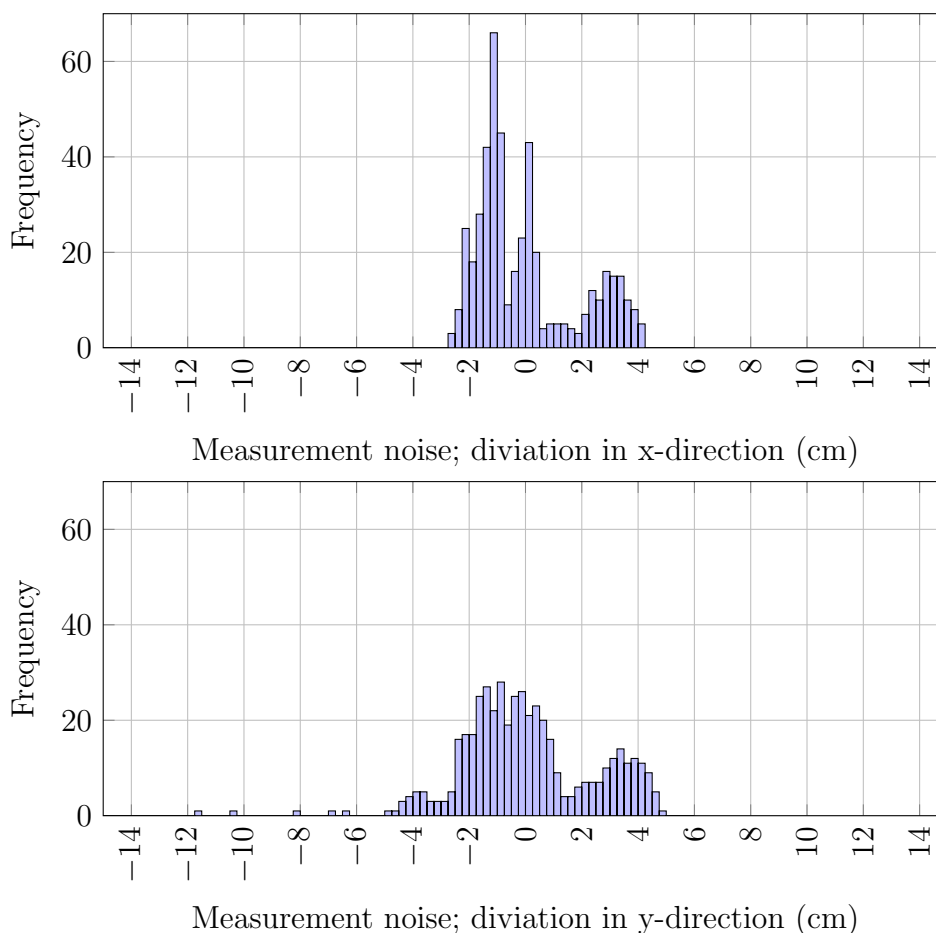 60
40
20
0
Frequency
−14 −12 −10 −8 −6 −4 −2 0 2 4 6 8 10 12 14
Measurement noise; diviation in x-direction (cm)
60
40
20
0
Frequency
−14 −12 −10 −8 −6 −4 −2 0 2 4 6 8 10 12 14
Measurement noise; diviation in y-direction (cm)